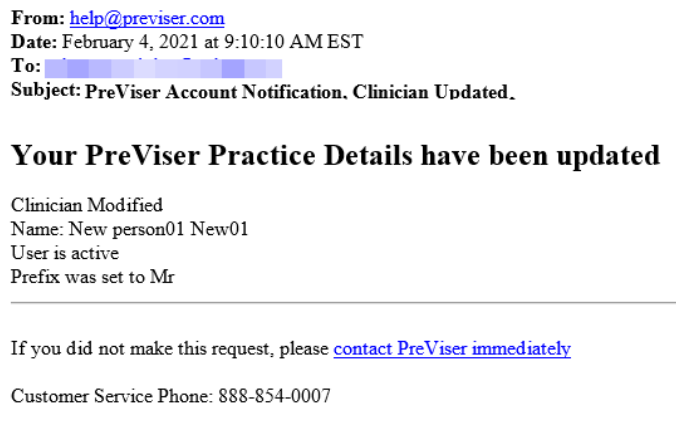 From: help@previser.com
Date: February 4, 2021 at 9:10:10 AM EST
To:
Subject: PreViser Account Notification, Clinician Updated.
Your PreViser Practice Details have been updated
Clinician Modified
Name: New person01 New01
User is active
Prefix was set to Mr
If you did not make this request, please contact PreViser immediately
Customer Service Phone: 888-854-0007